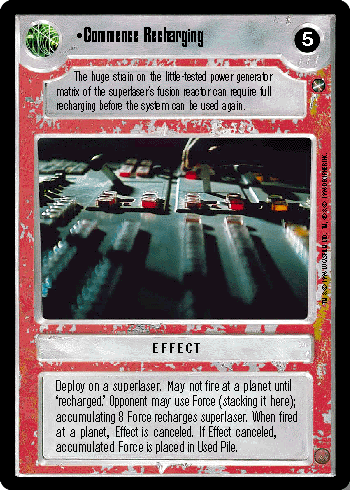 •Commence Recharging
5
The huge strain on the little-tested power generator
matrix of the superlaser's fusion reactor can require full
recharging before the system can be used again.
EFFECT
Deploy on a superlaser. May not fire at a planet until
'recharged.' Opponent may use Force (stacking it here);
accumulating 8 Force recharges superlaser. When fired
at a planet, Effect is canceled. If Effect canceled,
accumulated Force is placed in Used Pile.